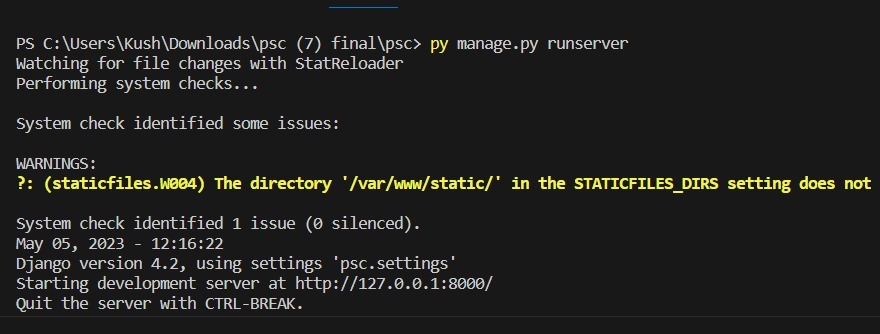 PS C:\Users\Kush\Downloads\psc (7) final\psc> py manage.py runserver
Watching for file changes with StatReloader
Performing system checks...
System check identified some issues:
WARNINGS:
?: (staticfiles.W004) The directory '/var/www/static/' in the STATICFILES_DIRS setting does not
System check identified 1 issue (0 silenced).
May 05, 2023 - 12:16:22
Django version 4.2, using settings 'psc.settings'
Starting development server at http://127.0.0.1:8000/
Quit the server with CTRL-BREAK.